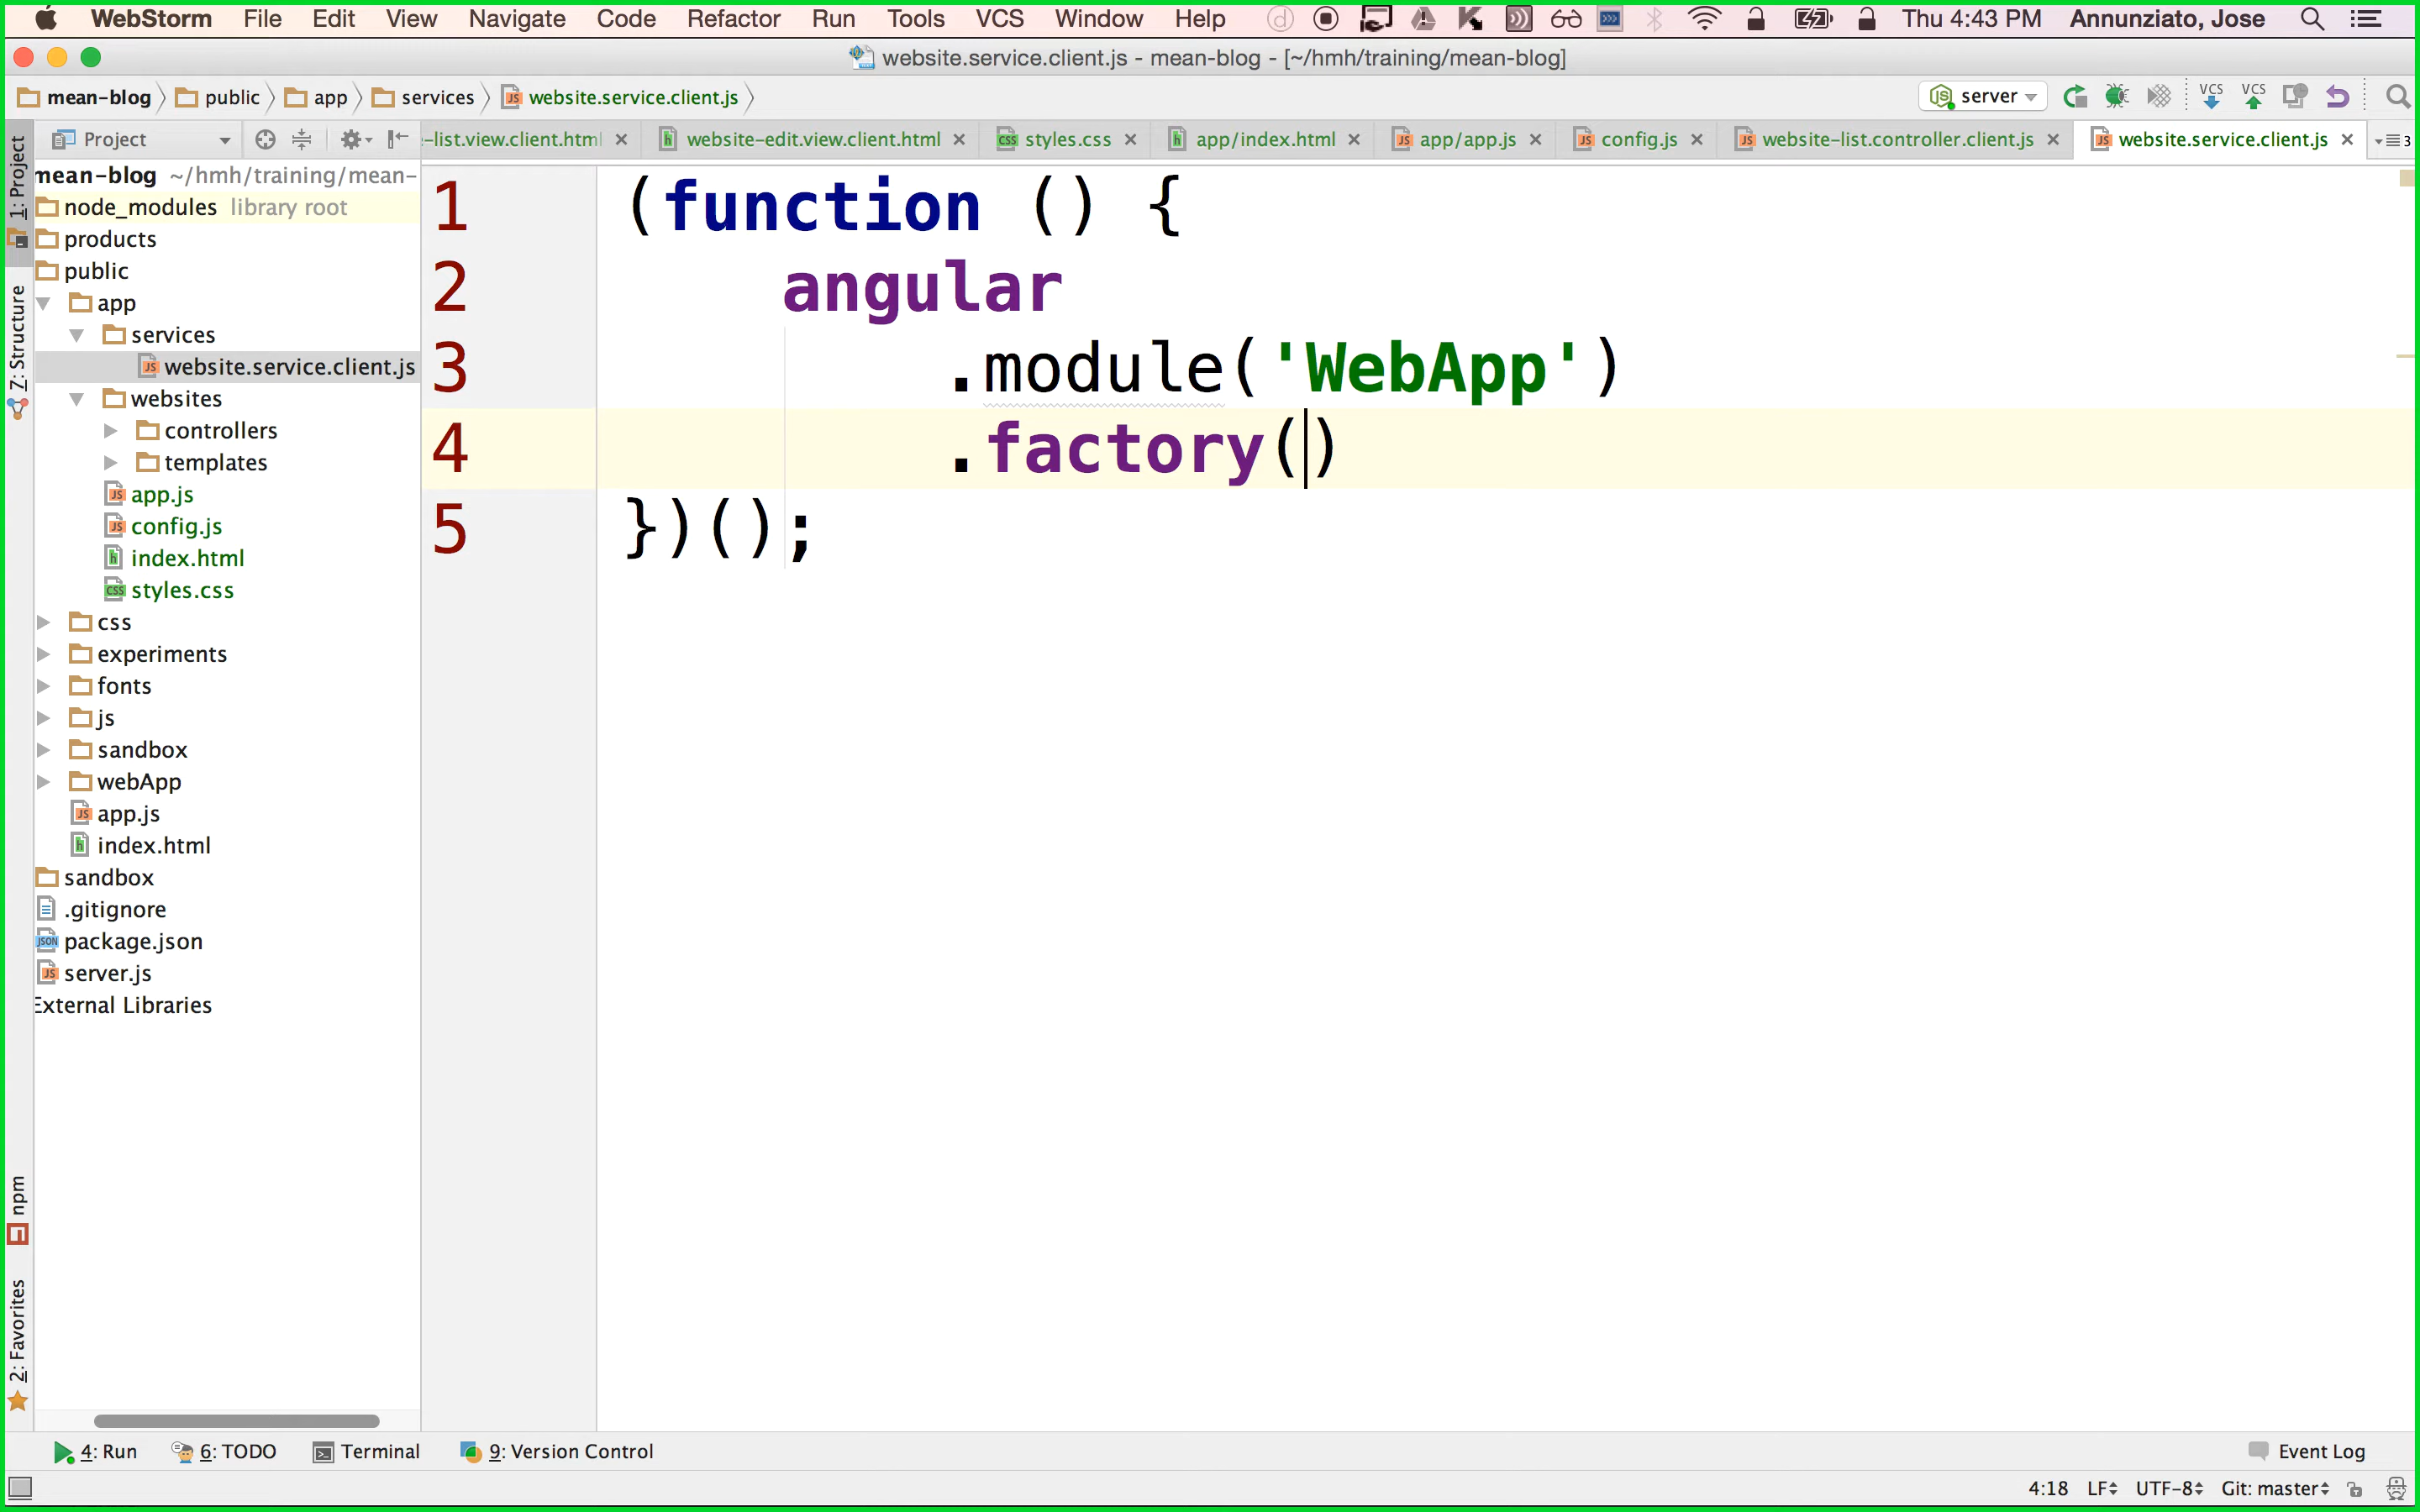 WebStorm File Edit View Navigate Code Refactor Run Tools VCS Window Help Thu 4:43 PM Annunziato, Jose
website.service.client.js - mean-blog - [~/hmh/training/mean-blog]
mean-blog public app services website.service.client.js server VCS VCS
Project -list.view.client.html website-edit.view.client.html styles.css app/index.html app/app.js config.js website-list.controller.client.js website.service.client.js 3
1: Project
7: Structure
npm
2: Favorites
mean-blog ~/hmh/training/mean-
node_modules library root
products
public
app
services
website.service.client.js
websites
controllers
templates
app.js
config.js
index.html
styles.css
css
experiments
fonts
js
sandbox
webApp
app.js
index.html
sandbox
.gitignore
package.json
server.js
External Libraries
1 (function () {
2 angular
3 .module('WebApp')
4 .factory()
5 })();
4: Run 6: TODO Terminal 9: Version Control Event Log
4:18 LF UTF-8 Git: master